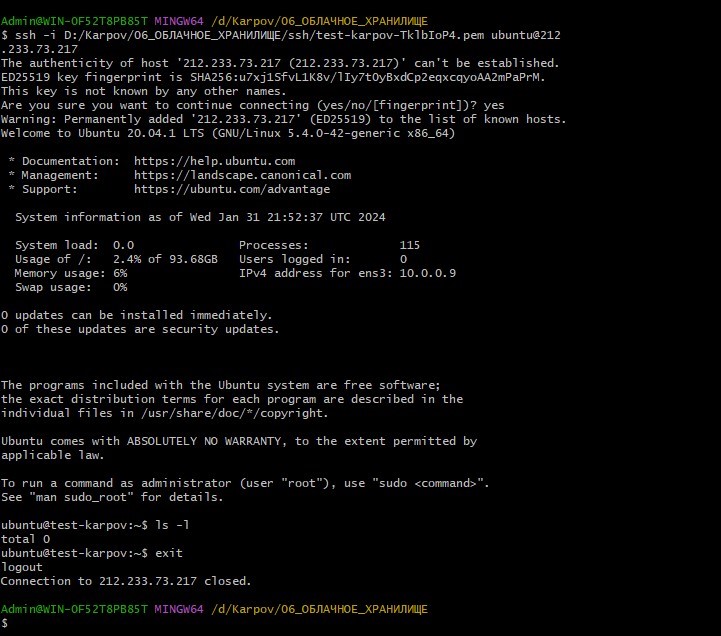 Admin@WIN-OF52T8PB85T MINGW64 /d/Karpov/06_ОБЛАЧНОЕ_ХРАНИЛИЩЕ
$ ssh -i D:/Karpov/06_ОБЛАЧНОЕ_ХРАНИЛИЩЕ/ssh/test-karpov-TklbIoP4.pem ubuntu@212
.233.73.217
The authenticity of host '212.233.73.217 (212.233.73.217)' can't be established.
ED25519 key fingerprint is SHA256:u7xj1SfvL1K8v/lIy7tOyBxdCp2eqxcqyoAA2mPaPrM.
This key is not known by any other names.
Are you sure you want to continue connecting (yes/no/[fingerprint])? yes
Warning: Permanently added '212.233.73.217' (ED25519) to the list of known hosts.
Welcome to Ubuntu 20.04.1 LTS (GNU/Linux 5.4.0-42-generic x86_64)
* Documentation: https://help.ubuntu.com
* Management: https://landscape.canonical.com
* Support: https://ubuntu.com/advantage
System information as of Wed Jan 31 21:52:37 UTC 2024
System load: 0.0 Processes: 115
Usage of /: 2.4% of 93.68GB Users logged in: 0
Memory usage: 6% IPv4 address for ens3: 10.0.0.9
Swap usage: 0%
0 updates can be installed immediately.
0 of these updates are security updates.
The programs included with the Ubuntu system are free software;
the exact distribution terms for each program are described in the
individual files in /usr/share/doc/*/copyright.
Ubuntu comes with ABSOLUTELY NO WARRANTY, to the extent permitted by
applicable law.
To run a command as administrator (user "root"), use "sudo <command>".
See "man sudo_root" for details.
ubuntu@test-karpov:~$ ls -l
total 0
ubuntu@test-karpov:~$ exit
logout
Connection to 212.233.73.217 closed.
Admin@WIN-OF52T8PB85T MINGW64 /d/Karpov/06_ОБЛАЧНОЕ_ХРАНИЛИЩЕ
$